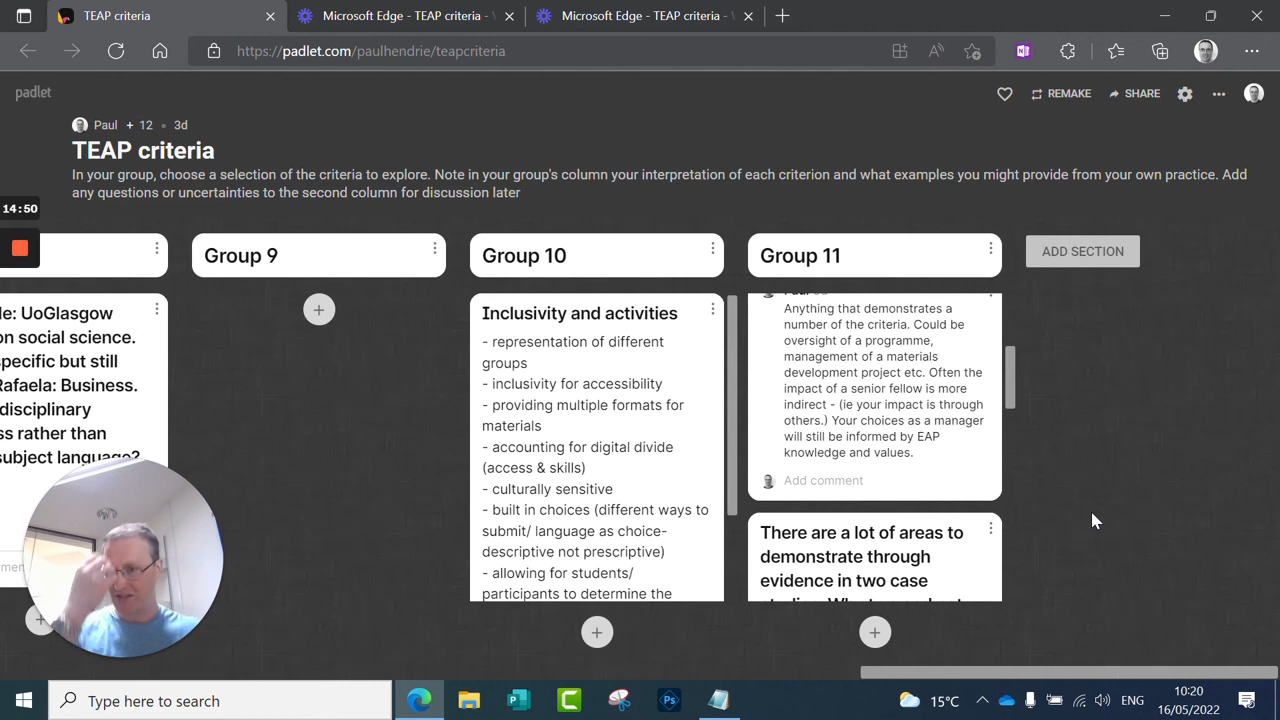 TEAP criteria
Microsoft Edge - TEAP criteria -
Microsoft Edge - TEAP criteria -
https://padlet.com/paulhendrie/teapcriteria
padlet
REMAKE
SHARE
Paul + 12 • 3d
TEAP criteria
In your group, choose a selection of the criteria to explore. Note in your group's column your interpretation of each criterion and what examples you might provide from your own practice. Add
any questions or uncertainties to the second column for discussion later
14:50
UoGlasgow
on social science.
specific but still
Rafaela: Business.
disciplinary
rather than
subject language?
Group 9
Group 10
Inclusivity and activities
- representation of different
groups
- inclusivity for accessibility
- providing multiple formats for
materials
- accounting for digital divide
(access & skills)
- culturally sensitive
- built in choices (different ways to
submit/ language as choice-
descriptive not prescriptive)
- allowing for students/
participants to determine the
Group 11
Anything that demonstrates a
number of the criteria. Could be
oversight of a programme,
management of a materials
development project etc. Often the
impact of a senior fellow is more
indirect - (ie your impact is through
others.) Your choices as a manager
will still be informed by EAP
knowledge and values.
Add comment
There are a lot of areas to
demonstrate through
evidence in two case
ADD SECTION
Type here to search
15°C
ENG
10:20
16/05/2022